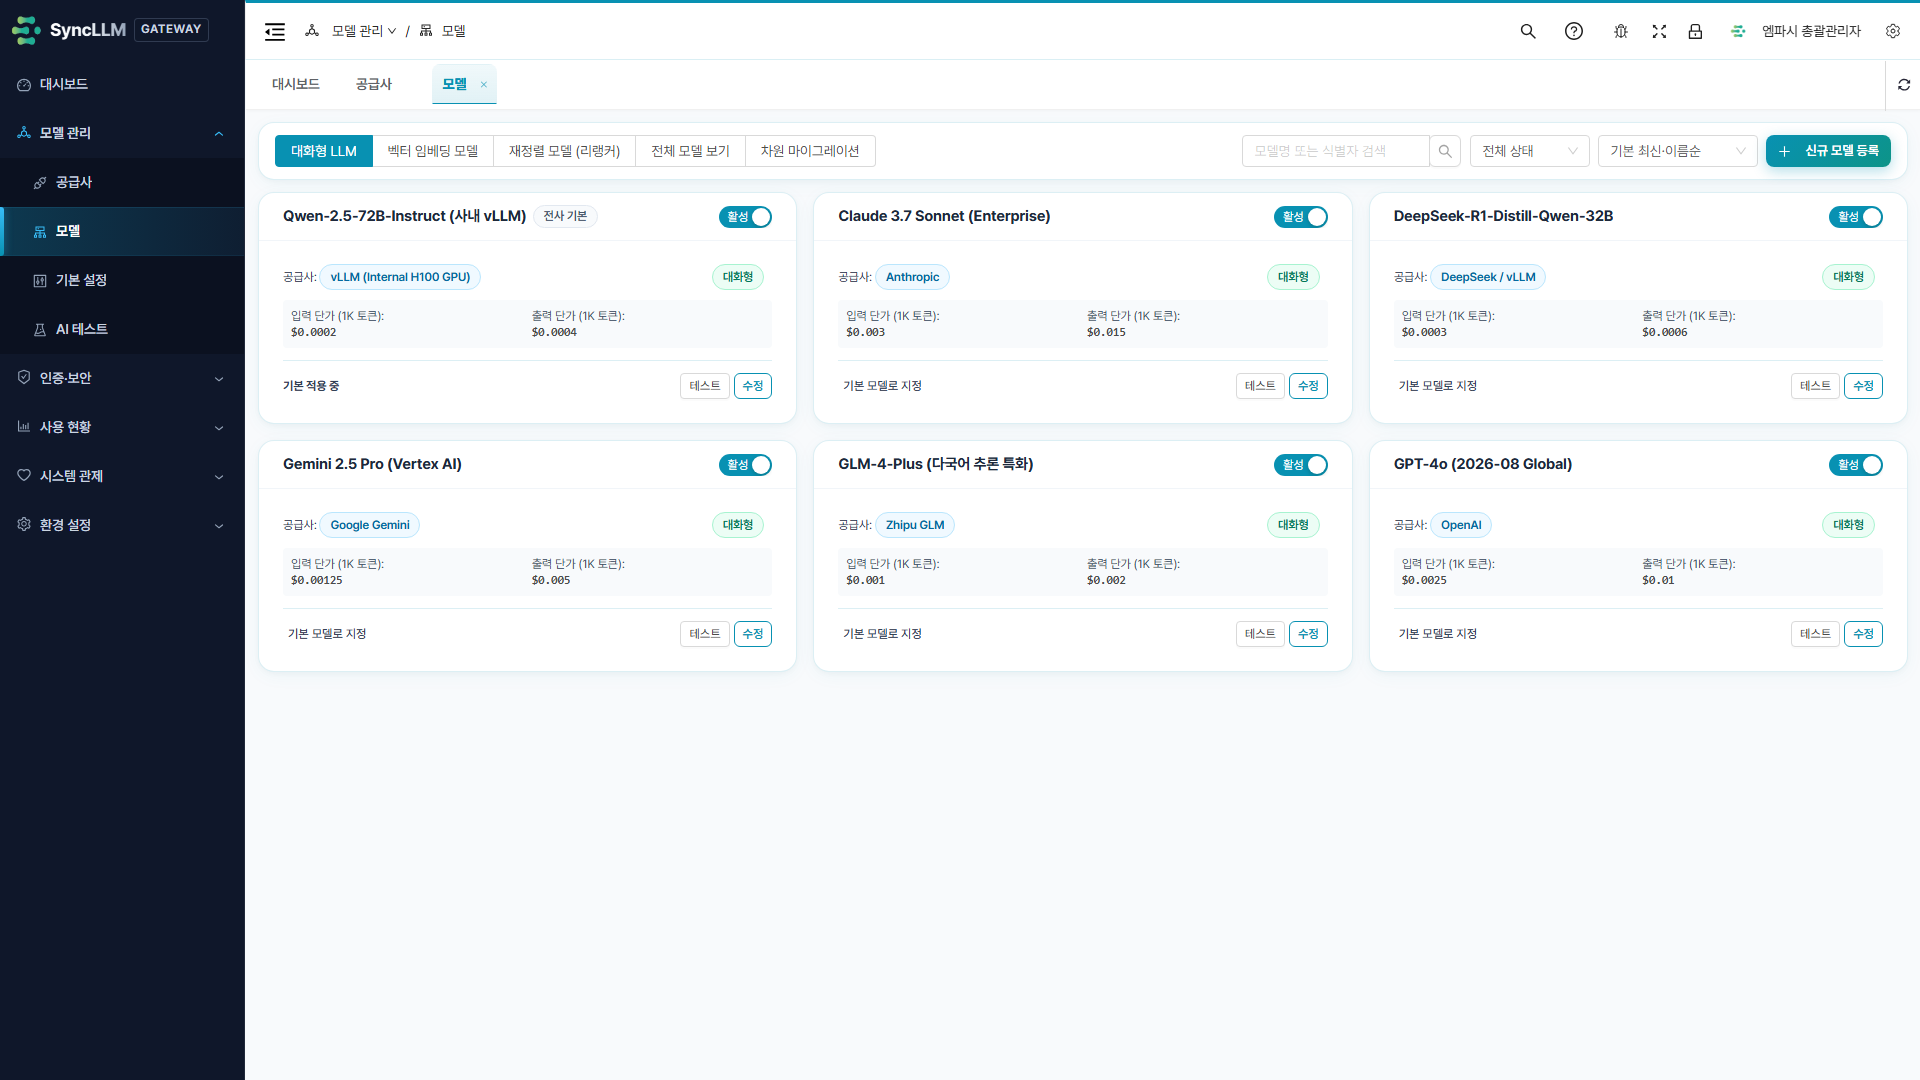 SyncLLM GATEWAY
대시보드
모델 관리
공급사
모델
기본 설정
AI 테스트
인증·보안
사용 현황
시스템 관제
환경 설정
모델 관리 / 모델
엠파시 총괄관리자
대시보드 공급사 모델 ×
대화형 LLM 벡터 임베딩 모델 재정렬 모델 (리랭커) 전체 모델 보기 차원 마이그레이션
모델명 또는 식별자 검색 전체 상태 기본 최신·이름순 + 신규 모델 등록
Qwen-2.5-72B-Instruct (사내 vLLM) 전사 기본 활성
공급사: vLLM (Internal H100 GPU) 대화형
입력 단가 (1K 토큰): 출력 단가 (1K 토큰):
$0.0002 $0.0004
기본 적용 중 테스트 수정
Claude 3.7 Sonnet (Enterprise) 활성
공급사: Anthropic 대화형
입력 단가 (1K 토큰): 출력 단가 (1K 토큰):
$0.003 $0.015
기본 모델로 지정 테스트 수정
DeepSeek-R1-Distill-Qwen-32B 활성
공급사: DeepSeek / vLLM 대화형
입력 단가 (1K 토큰): 출력 단가 (1K 토큰):
$0.0003 $0.0006
기본 모델로 지정 테스트 수정
Gemini 2.5 Pro (Vertex AI) 활성
공급사: Google Gemini 대화형
입력 단가 (1K 토큰): 출력 단가 (1K 토큰):
$0.00125 $0.005
기본 모델로 지정 테스트 수정
GLM-4-Plus (다국어 추론 특화) 활성
공급사: Zhipu GLM 대화형
입력 단가 (1K 토큰): 출력 단가 (1K 토큰):
$0.001 $0.002
기본 모델로 지정 테스트 수정
GPT-4o (2026-08 Global) 활성
공급사: OpenAI 대화형
입력 단가 (1K 토큰): 출력 단가 (1K 토큰):
$0.0025 $0.01
기본 모델로 지정 테스트 수정